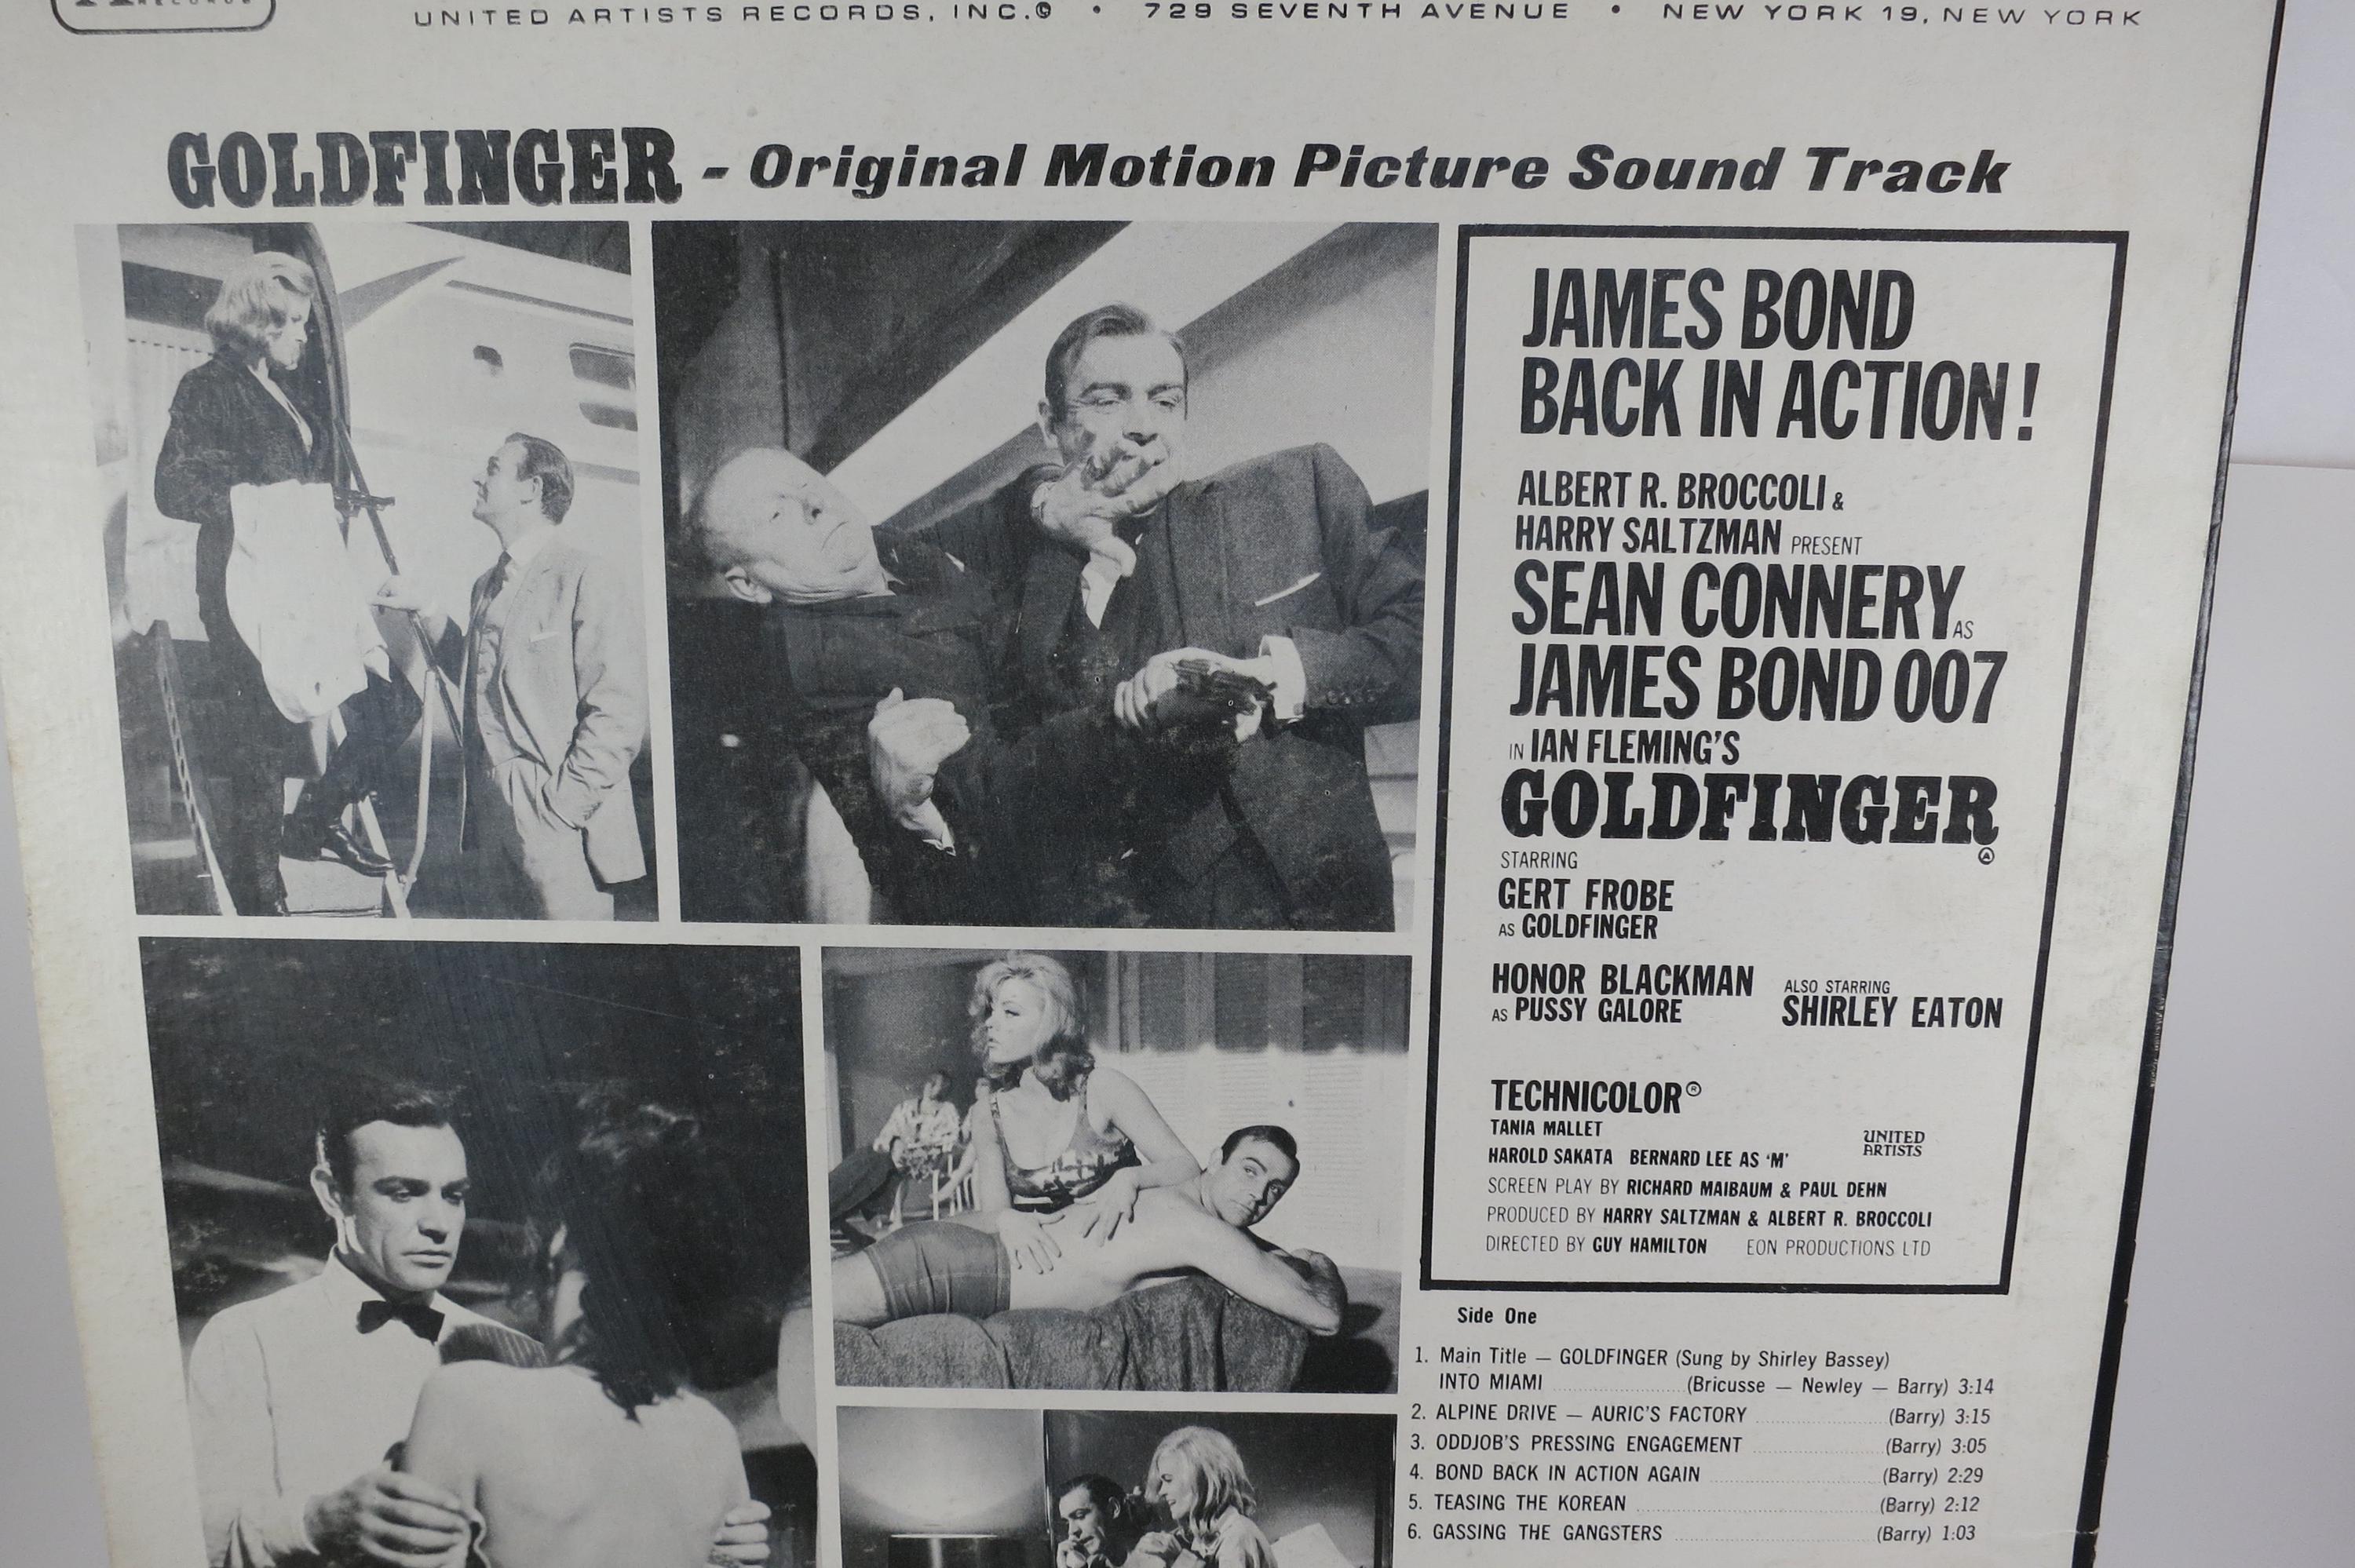 RECORDS
UNITED ARTISTS RECORDS, INC.© • 729 SEVENTH AVENUE • NEW YORK 19, NEW YORK
GOLDFINGER - Original Motion Picture Sound Track
JAMES BOND
BACK IN ACTION!
ALBERT R. BROCCOLI &
HARRY SALTZMAN PRESENT
SEAN CONNERY AS
JAMES BOND 007
IN IAN FLEMING'S
GOLDFINGER
Ⓐ
STARRING
GERT FROBE
AS GOLDFINGER
HONOR BLACKMAN
AS PUSSY GALORE
ALSO STARRING
SHIRLEY EATON
TECHNICOLOR®
TANIA MALLET
HAROLD SAKATA BERNARD LEE AS 'M'
UNITED
ARTISTS
SCREEN PLAY BY RICHARD MAIBAUM & PAUL DEHN
PRODUCED BY HARRY SALTZMAN & ALBERT R. BROCCOLI
DIRECTED BY GUY HAMILTON EON PRODUCTIONS LTD
Side One
1. Main Title — GOLDFINGER (Sung by Shirley Bassey)
INTO MIAMI (Bricusse — Newley — Barry) 3:14
2. ALPINE DRIVE — AURIC'S FACTORY (Barry) 3:15
3. ODDJOB'S PRESSING ENGAGEMENT (Barry) 3:05
4. BOND BACK IN ACTION AGAIN (Barry) 2:29
5. TEASING THE KOREAN (Barry) 2:12
6. GASSING THE GANGSTERS (Barry) 1:03